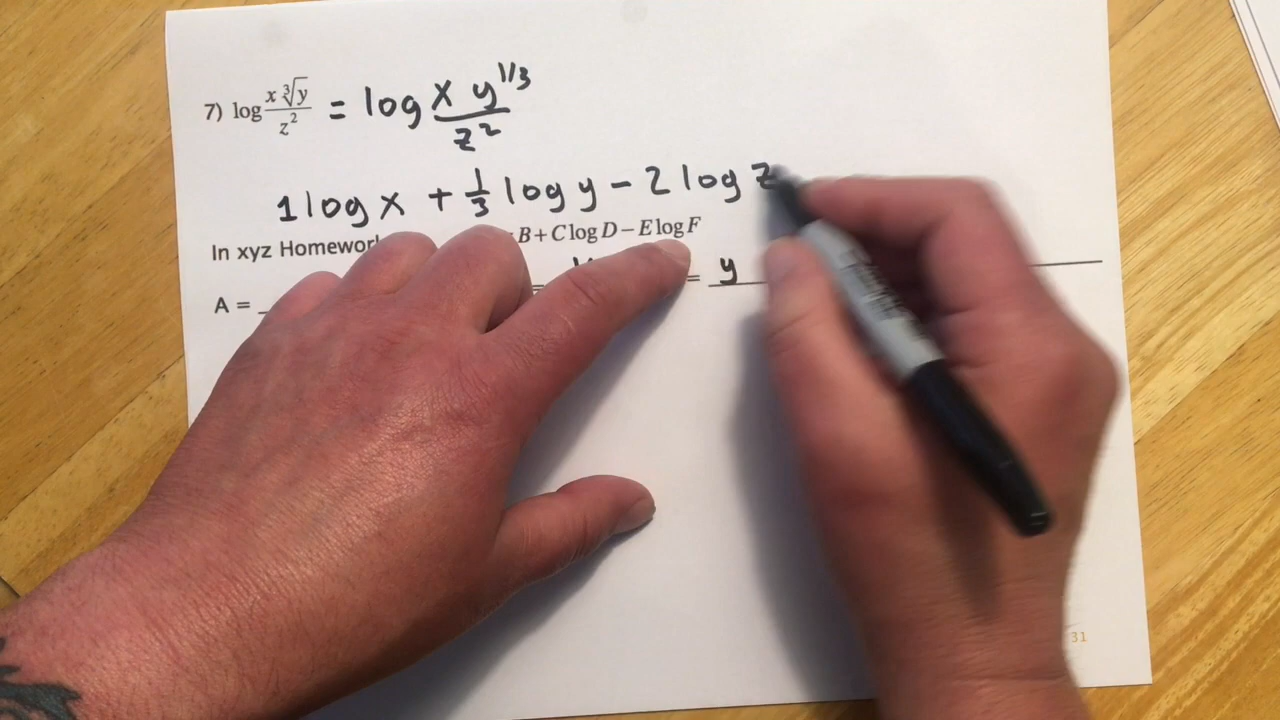 7) log x ∛y / z² = log x y^1/3 / z²
1 log x + 1/3 log y - 2 log z
In xyz Homework B + C log D - E log F
A = _ = = y
31